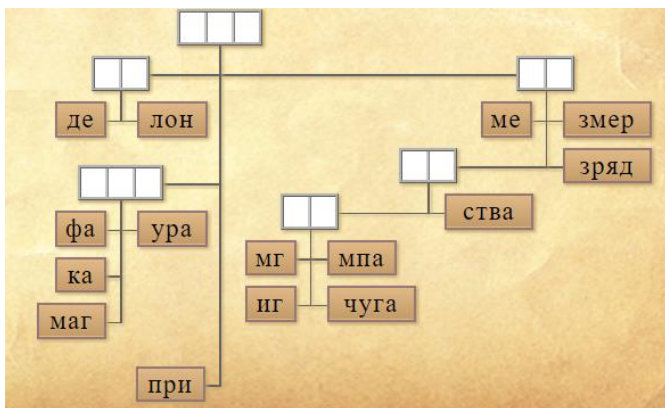 де лон ме змер
зряд
ства
фа ура
мг мпа
ка
иг чуга
маг
при